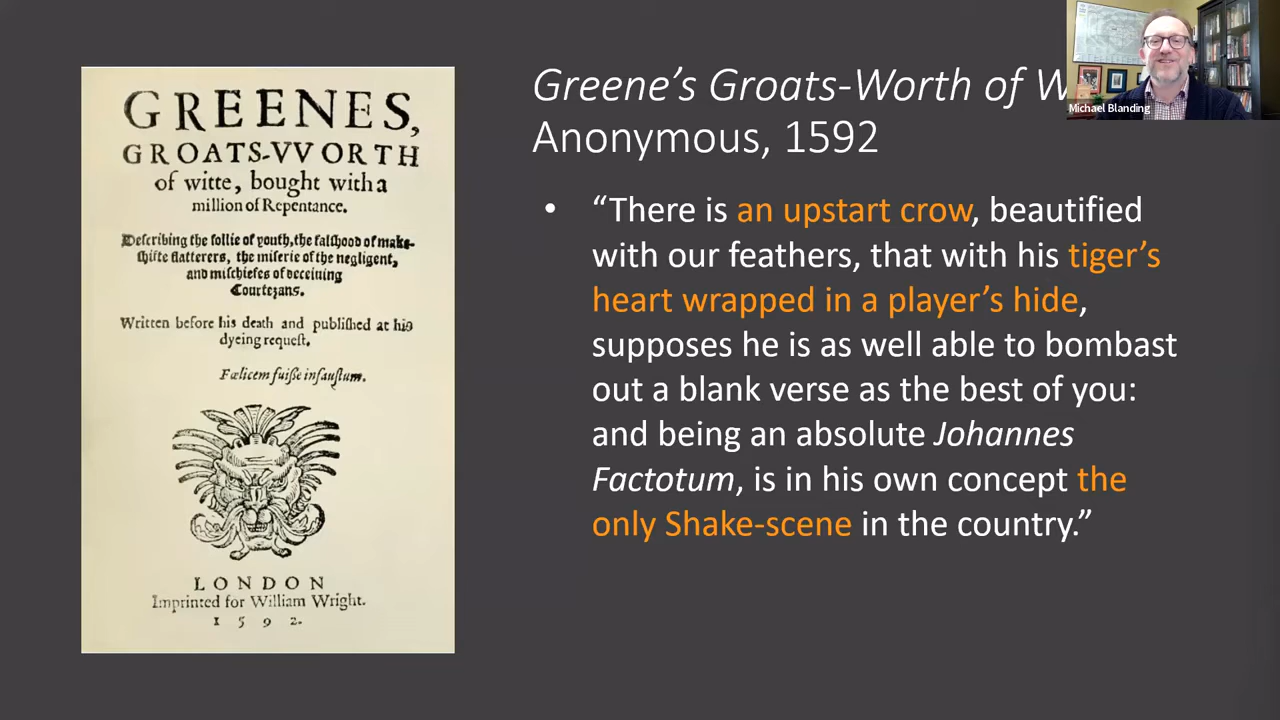 GREENES,
GROATS-VVORTH
of witte, bought with a
million of Repentance.
Deſcribing the follie of youth, the falſhood of make-
ſhifte flatterers, the miſerie of the negligent,
and miſchiefes of deceiuing
Courtezans.
Written before his death and publiſhed at his
dyeing requeſt.
Fœlicem fuiſſe infauſtum.
LONDON
Imprinted for William Wright.
1592.
Greene’s Groats-Worth of W
Anonymous, 1592
Michael Blanding
• “There is an upstart crow, beautified
with our feathers, that with his tiger’s
heart wrapped in a player’s hide,
supposes he is as well able to bombast
out a blank verse as the best of you:
and being an absolute Johannes
Factotum, is in his own concept the
only Shake-scene in the country.”